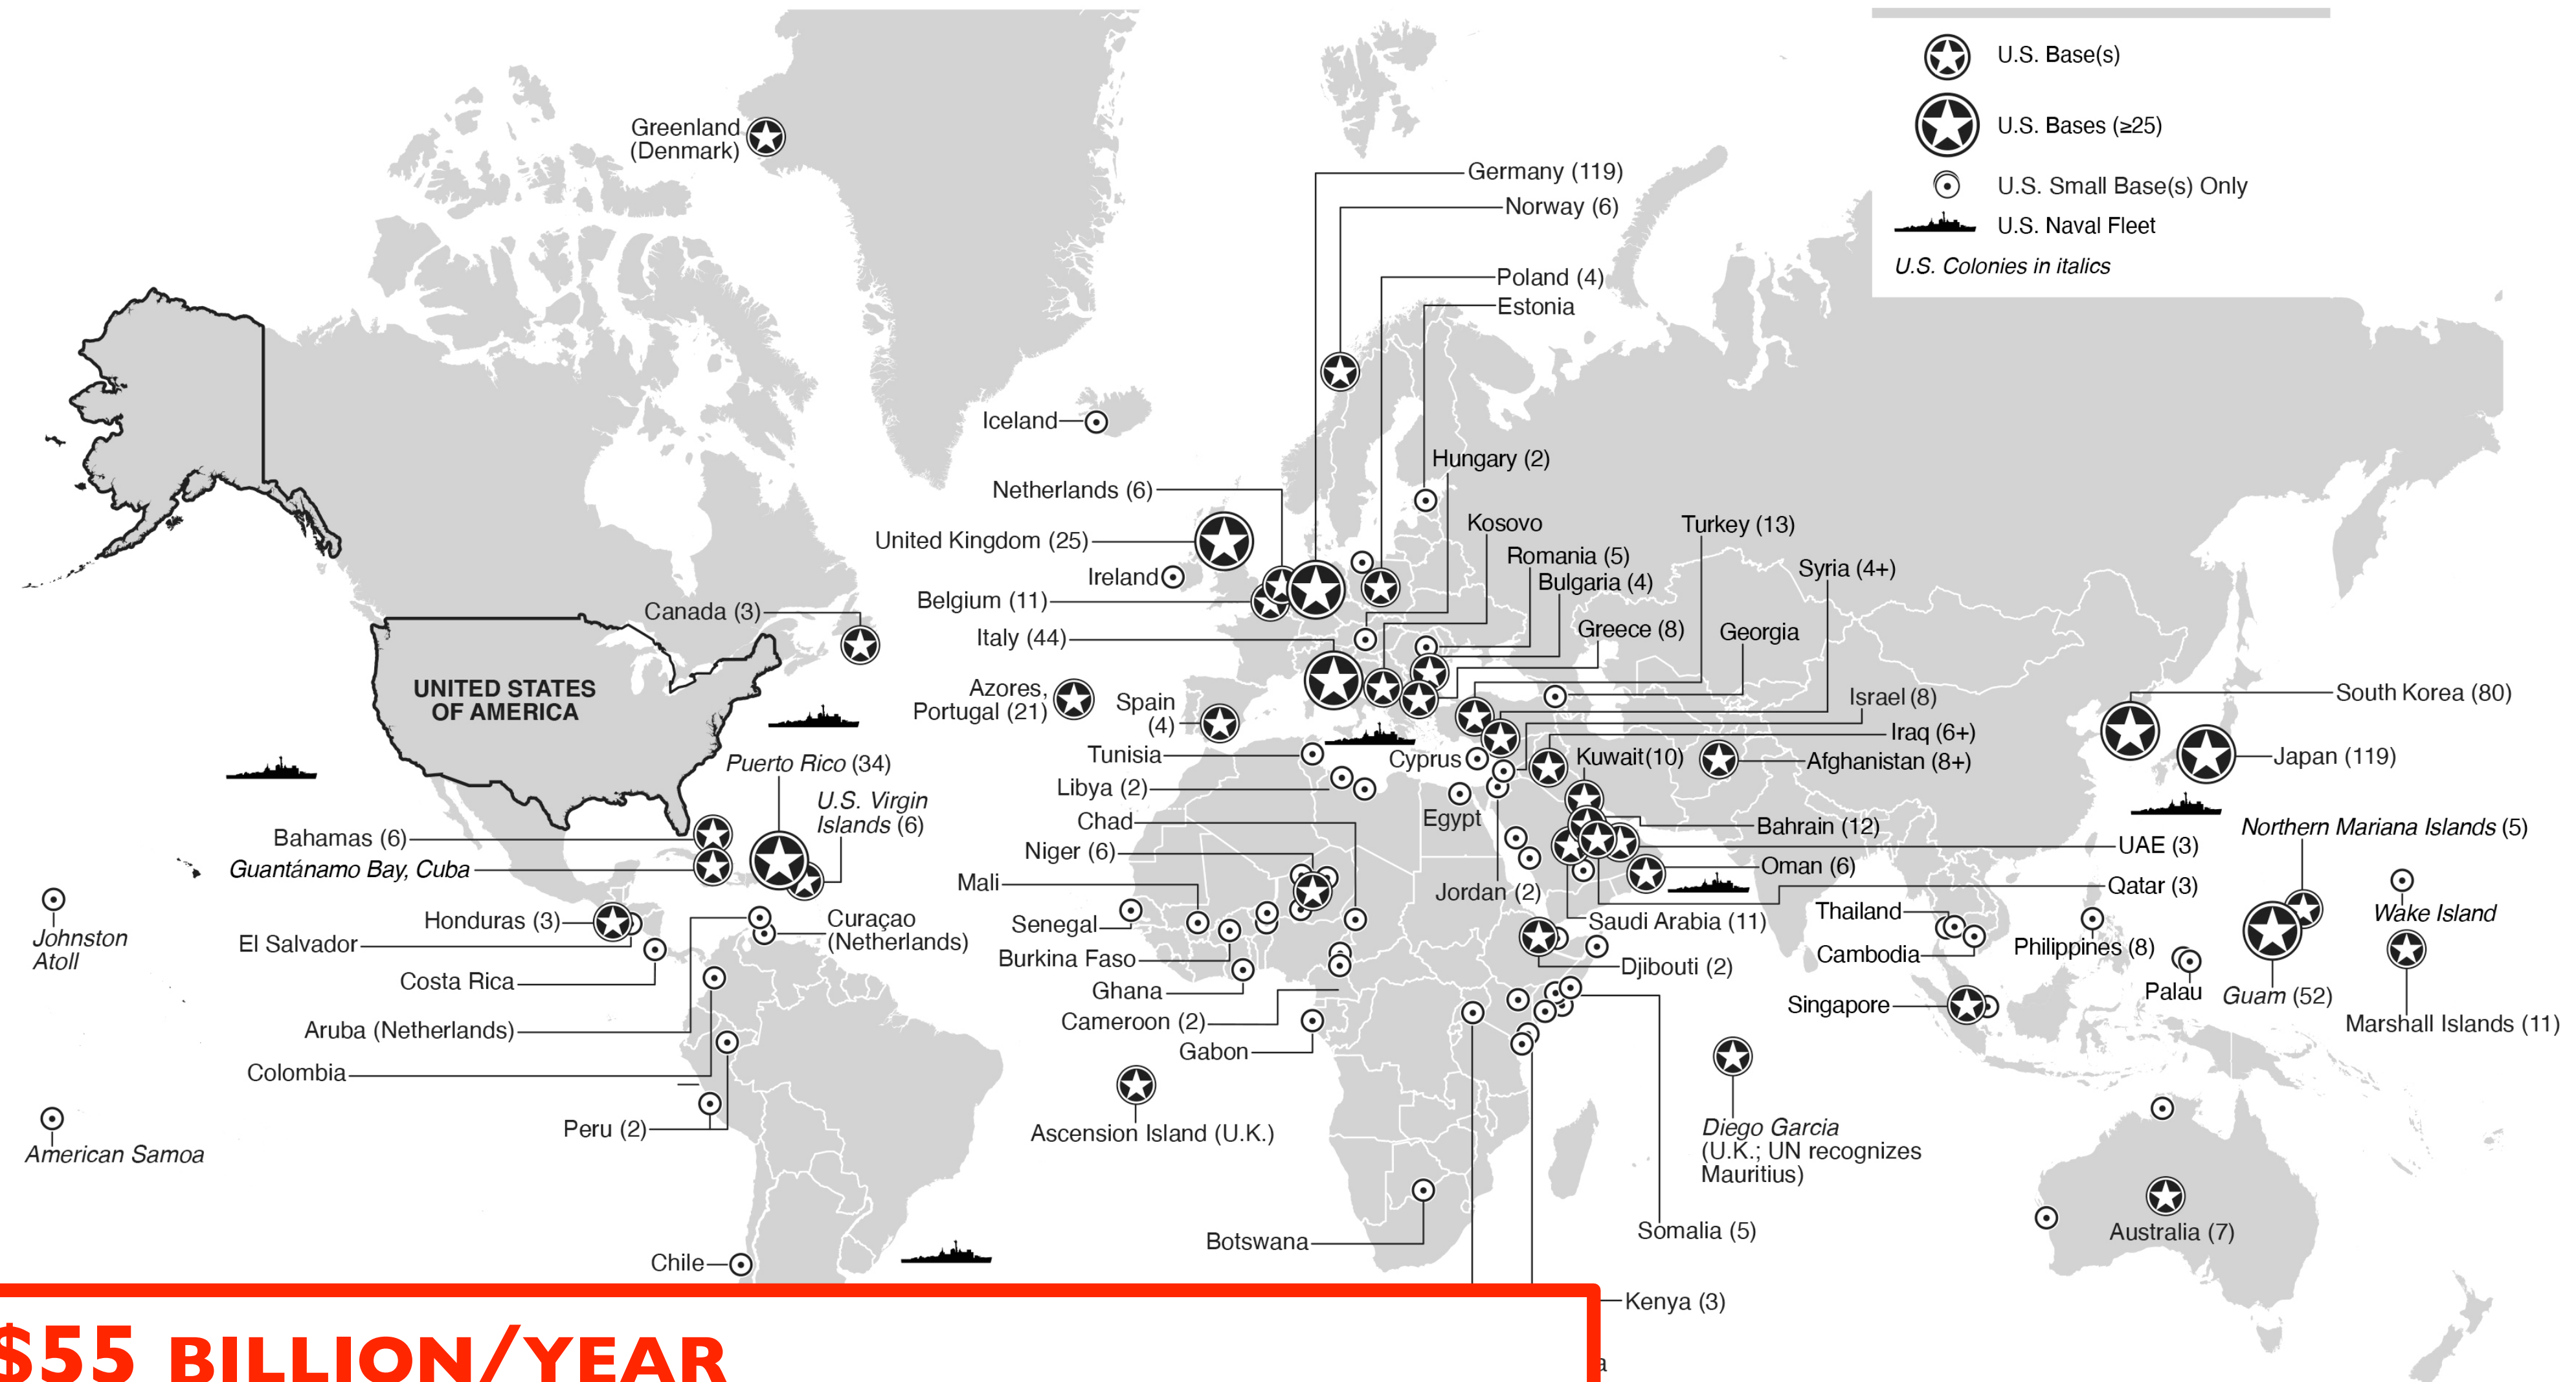 U.S. Base(s)
U.S. Bases (≥25)
U.S. Small Base(s) Only
U.S. Naval Fleet
U.S. Colonies in italics
Greenland
(Denmark)
Germany (119)
Norway (6)
Poland (4)
Estonia
Iceland
Hungary (2)
Netherlands (6)
Kosovo
Turkey (13)
United Kingdom (25)
Romania (5)
Syria (4+)
Ireland
Bulgaria (4)
Belgium (11)
Canada (3)
Greece (8)
Georgia
Italy (44)
UNITED STATES
OF AMERICA
Azores,
Portugal (21)
Spain
(4)
Israel (8)
South Korea (80)
Iraq (6+)
Tunisia
Cyprus
Kuwait(10)
Afghanistan (8+)
Japan (119)
Puerto Rico (34)
Libya (2)
U.S. Virgin
Islands (6)
Egypt
Chad
Bahrain (12)
Northern Mariana Islands (5)
Bahamas (6)
UAE (3)
Niger (6)
Guantánamo Bay, Cuba
Oman (6)
Mali
Jordan (2)
Qatar (3)
Honduras (3)
Curaçao
(Netherlands)
Senegal
Saudi Arabia (11)
Thailand
Wake Island
Johnston
Atoll
El Salvador
Burkina Faso
Djibouti (2)
Cambodia
Philippines (8)
Costa Rica
Ghana
Singapore
Palau
Guam (52)
Aruba (Netherlands)
Cameroon (2)
Marshall Islands (11)
Gabon
Colombia
Peru (2)
Ascension Island (U.K.)
Diego Garcia
(U.K.; UN recognizes
Mauritius)
American Samoa
Botswana
Somalia (5)
Australia (7)
Chile
Kenya (3)
$55 BILLION/YEAR
a